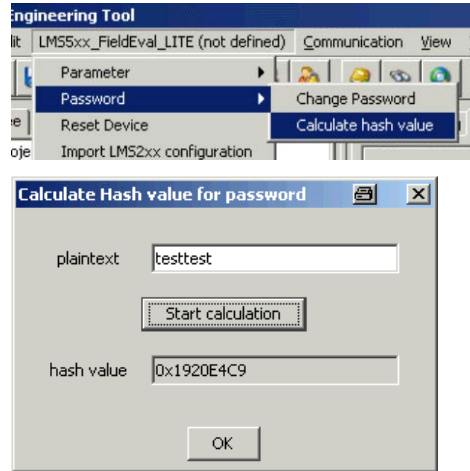 ngineering Tool
lit LMS5xx_FieldEval_LITE (not defined) Communication View
Parameter
Password Change Password
Reset Device Calculate hash value
oje Import LMS2xx configuration
Calculate Hash value for password
plaintext testtest
Start calculation
hash value 0x1920E4C9
OK